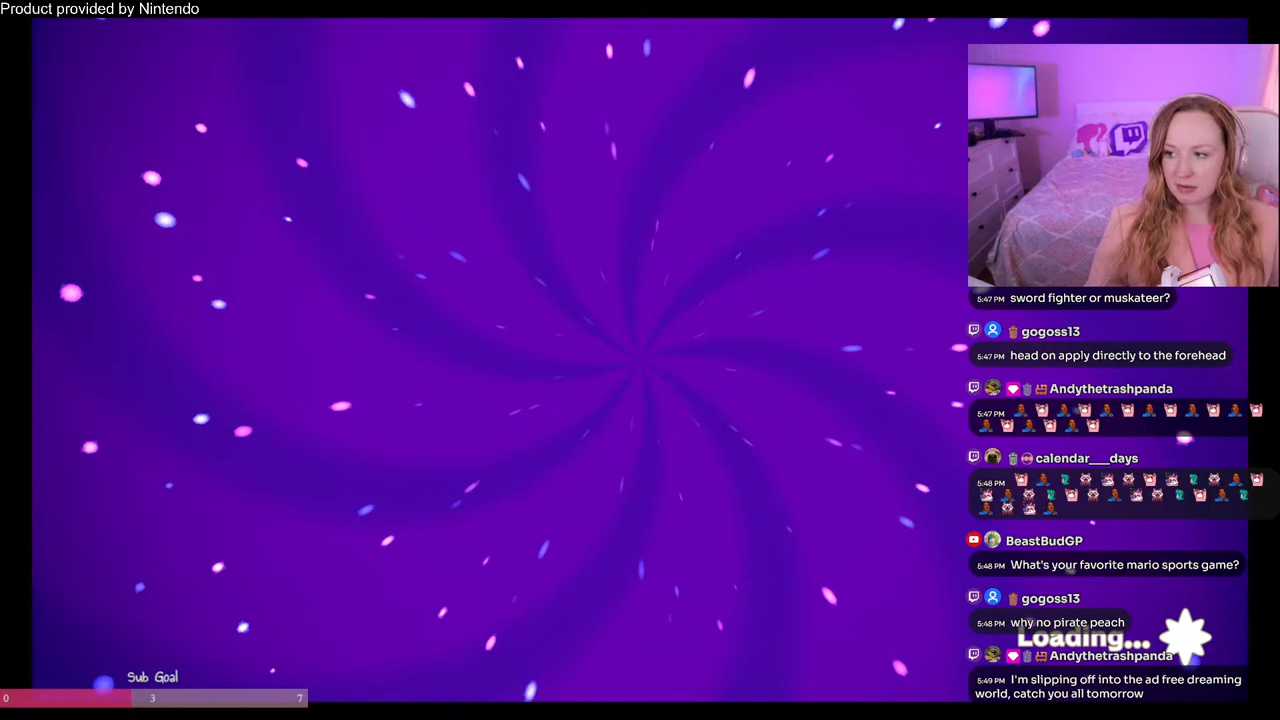 Product provided by Nintendo
5:47 PM sword fighter or muskateer?
gogoss13
5:47 PM head on apply directly to the forehead
Andythetrashpanda
5:47 PM
calendar___days
5:48 PM
BeastBudGP
5:48 PM What's your favorite mario sports game?
gogoss13
5:48 PM why no pirate peach
Loading...
Andythetrashpanda
5:49 PM I'm slipping off into the ad free dreaming
world, catch you all tomorrow
Sub Goal
0 3 7